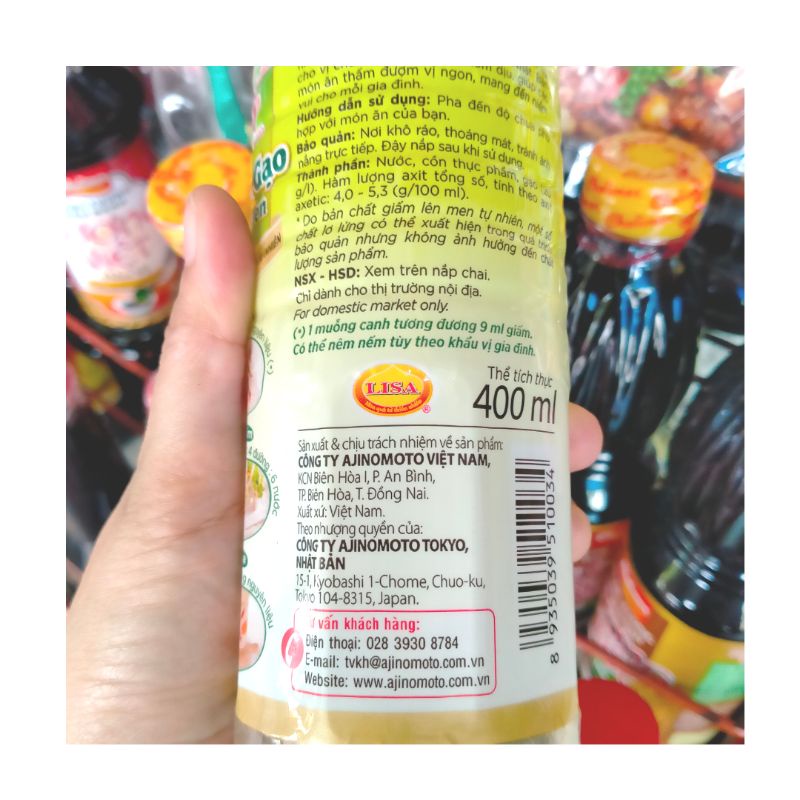 cho vị ch
món ăn thấm đượm vị ngon, mang đến niềm
vui cho mỗi gia đình.
Hướng dẫn sử dụng: Pha đến độ chua phù
hợp với món ăn của bạn.
Bảo quản: Nơi khô ráo, thoáng mát, tránh ánh
nắng trực tiếp. Đậy nắp sau khi sử dụng.
Thành phần: Nước, cồn thực phẩm, gạo
g/l). Hàm lượng axit tổng số, tính theo axit
axetic: 4,0 - 5,3 (g/100 ml).
* Do bản chất giấm lên men tự nhiên, một số
chất lơ lửng có thể xuất hiện trong quá trình
bảo quản nhưng không ảnh hưởng đến chất
lượng sản phẩm.
NSX - HSD: Xem trên nắp chai.
Chỉ dành cho thị trường nội địa.
For domestic market only.
(*) 1 muỗng canh tương đương 9 ml giấm.
Có thể nêm nếm tùy theo khẩu vị gia đình.
Gạo
LISA
®
Thể tích thực
400 ml
Sản xuất & chịu trách nhiệm về sản phẩm:
CÔNG TY AJINOMOTO VIỆT NAM,
KCN Biên Hòa I, P. An Bình,
TP. Biên Hòa, T. Đồng Nai.
Xuất xứ: Việt Nam.
Theo nhượng quyền của:
CÔNG TY AJINOMOTO TOKYO,
NHẬT BẢN
15-1, Kyobashi 1-Chome, Chuo-ku,
Tokyo 104-8315, Japan.
Tư vấn khách hàng:
Điện thoại: 028 3930 8784
E-mail: tvkh@ajinomoto.com.vn
Website: www.ajinomoto.com.vn
8 935039 510034
4 đường, 6 nước